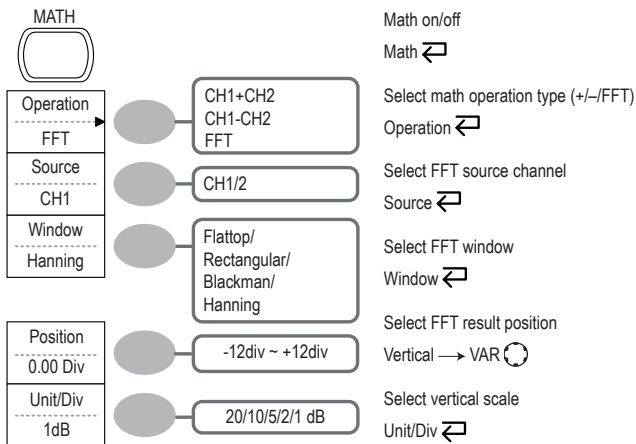 MATH
Math on/off
Math
Operation
FFT
CH1+CH2
CH1-CH2
FFT
Select math operation type (+/–/FFT)
Operation
Source
CH1
CH1/2
Select FFT source channel
Source
Window
Hanning
Flattop/
Rectangular/
Blackman/
Hanning
Select FFT window
Window
Position
0.00 Div
-12div ~ +12div
Select FFT result position
Vertical ⟶ VAR
Unit/Div
1dB
20/10/5/2/1 dB
Select vertical scale
Unit/Div